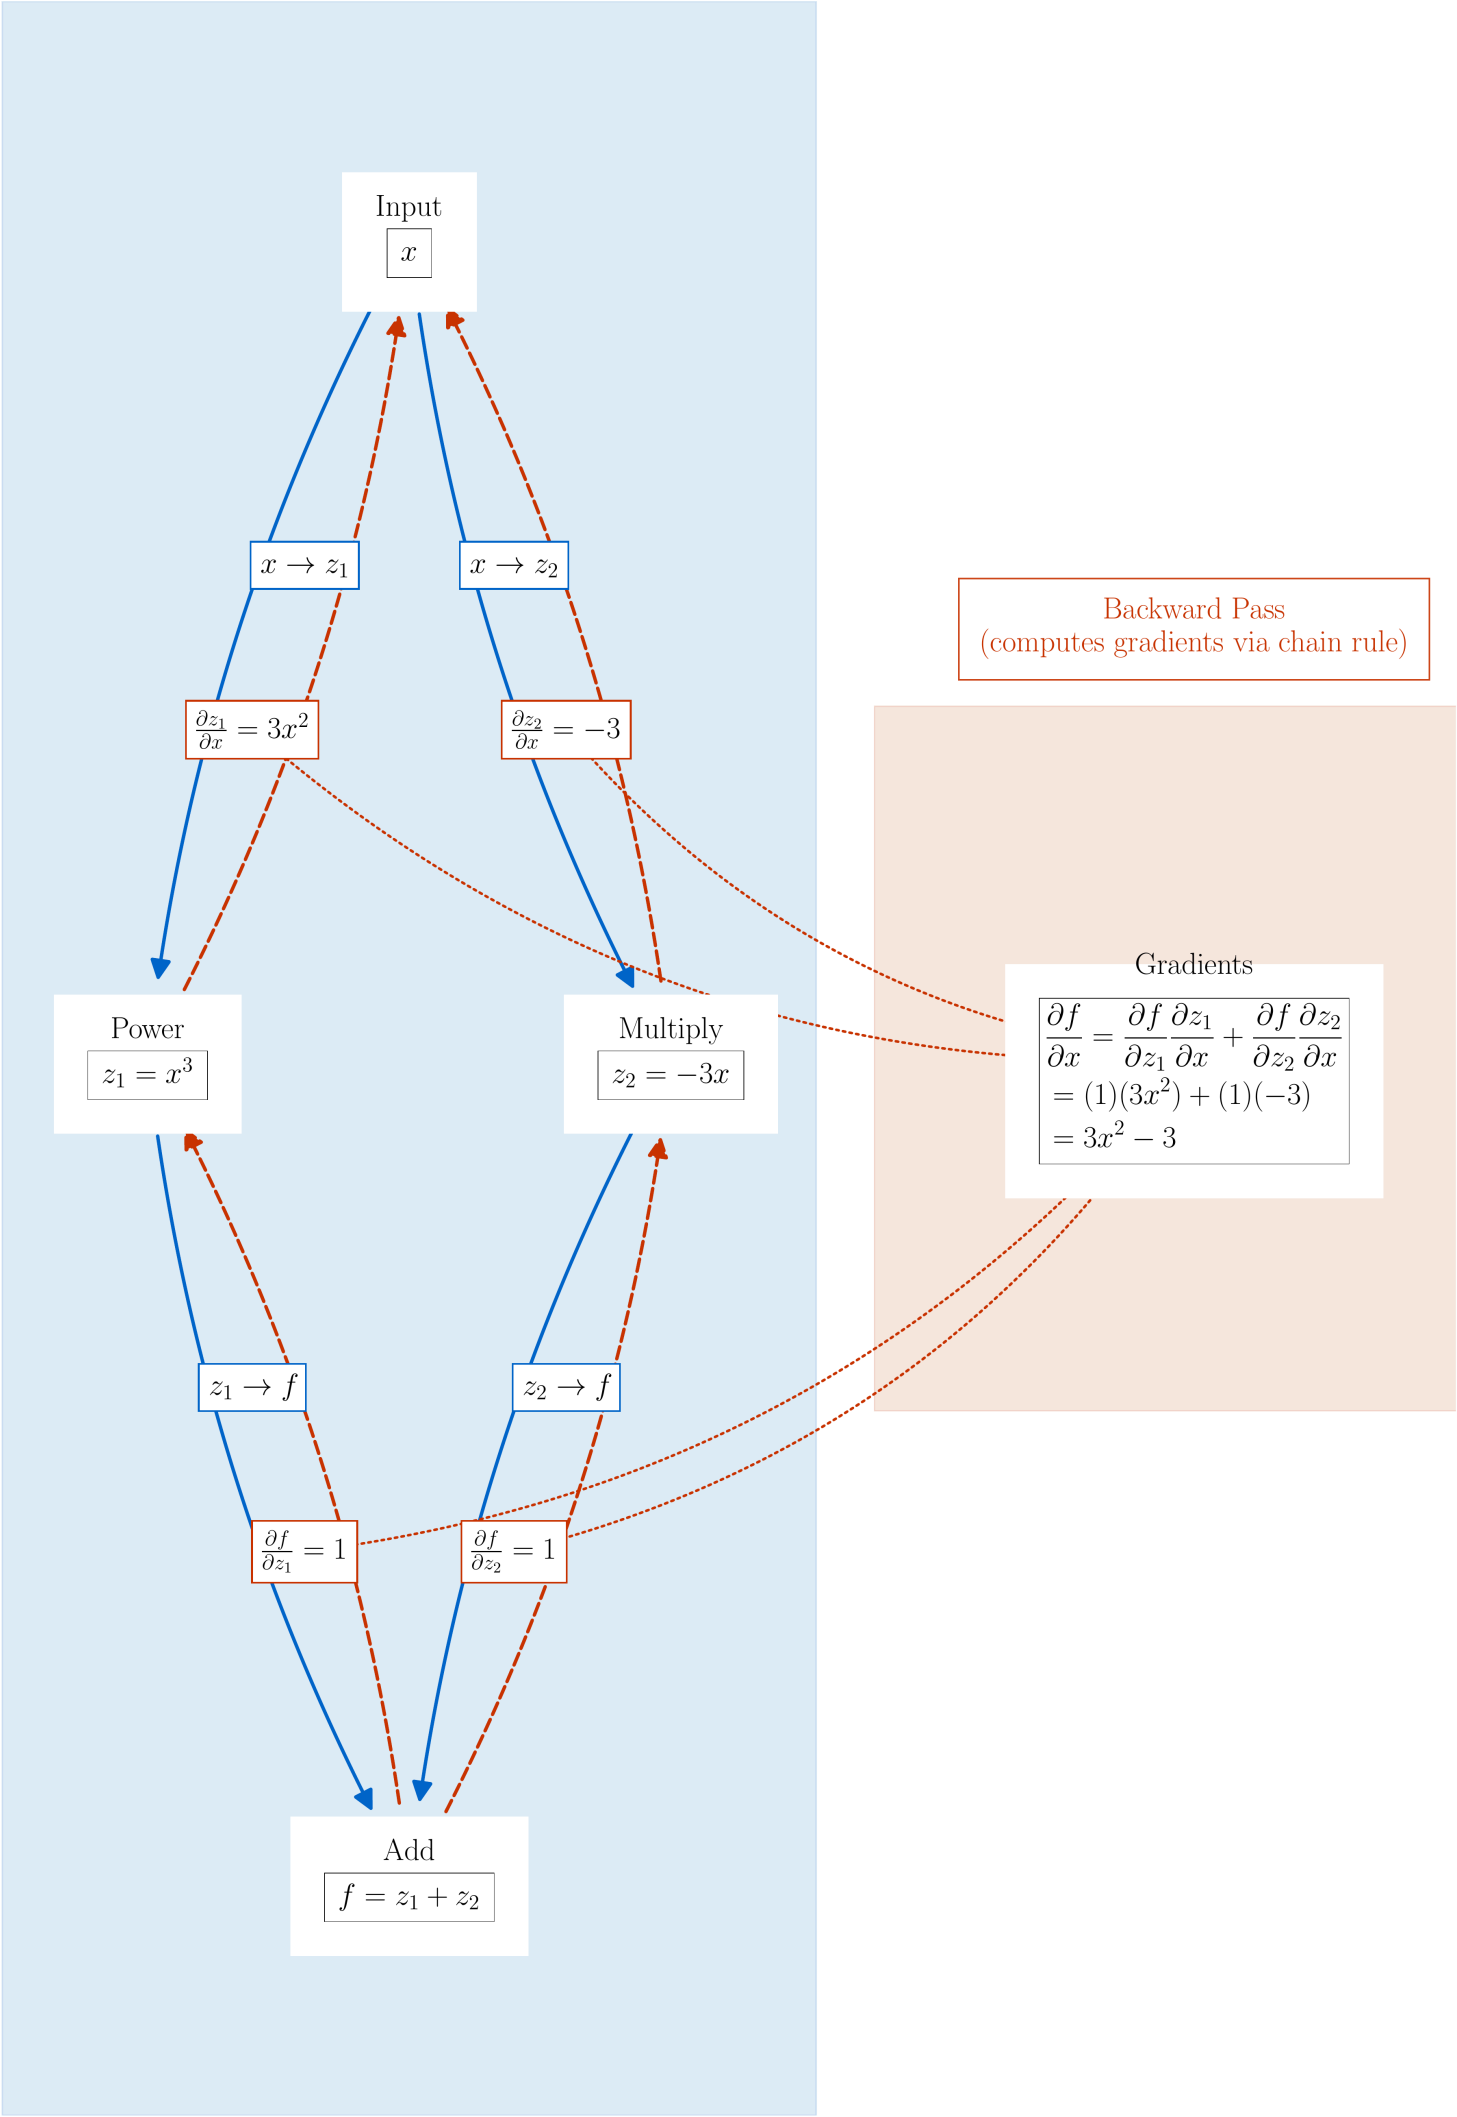 Input
x
x → z₁
x → z₂
∂z₁/∂x = 3x²
∂z₂/∂x = −3
Power
z₁ = x³
Multiply
z₂ = −3x
z₁ → f
z₂ → f
∂f/∂z₁ = 1
∂f/∂z₂ = 1
Add
f = z₁ + z₂
Backward Pass
(computes gradients via chain rule)
Gradients
∂f/∂x = ∂f/∂z₁ ∂z₁/∂x + ∂f/∂z₂ ∂z₂/∂x
= (1)(3x²) + (1)(−3)
= 3x² − 3